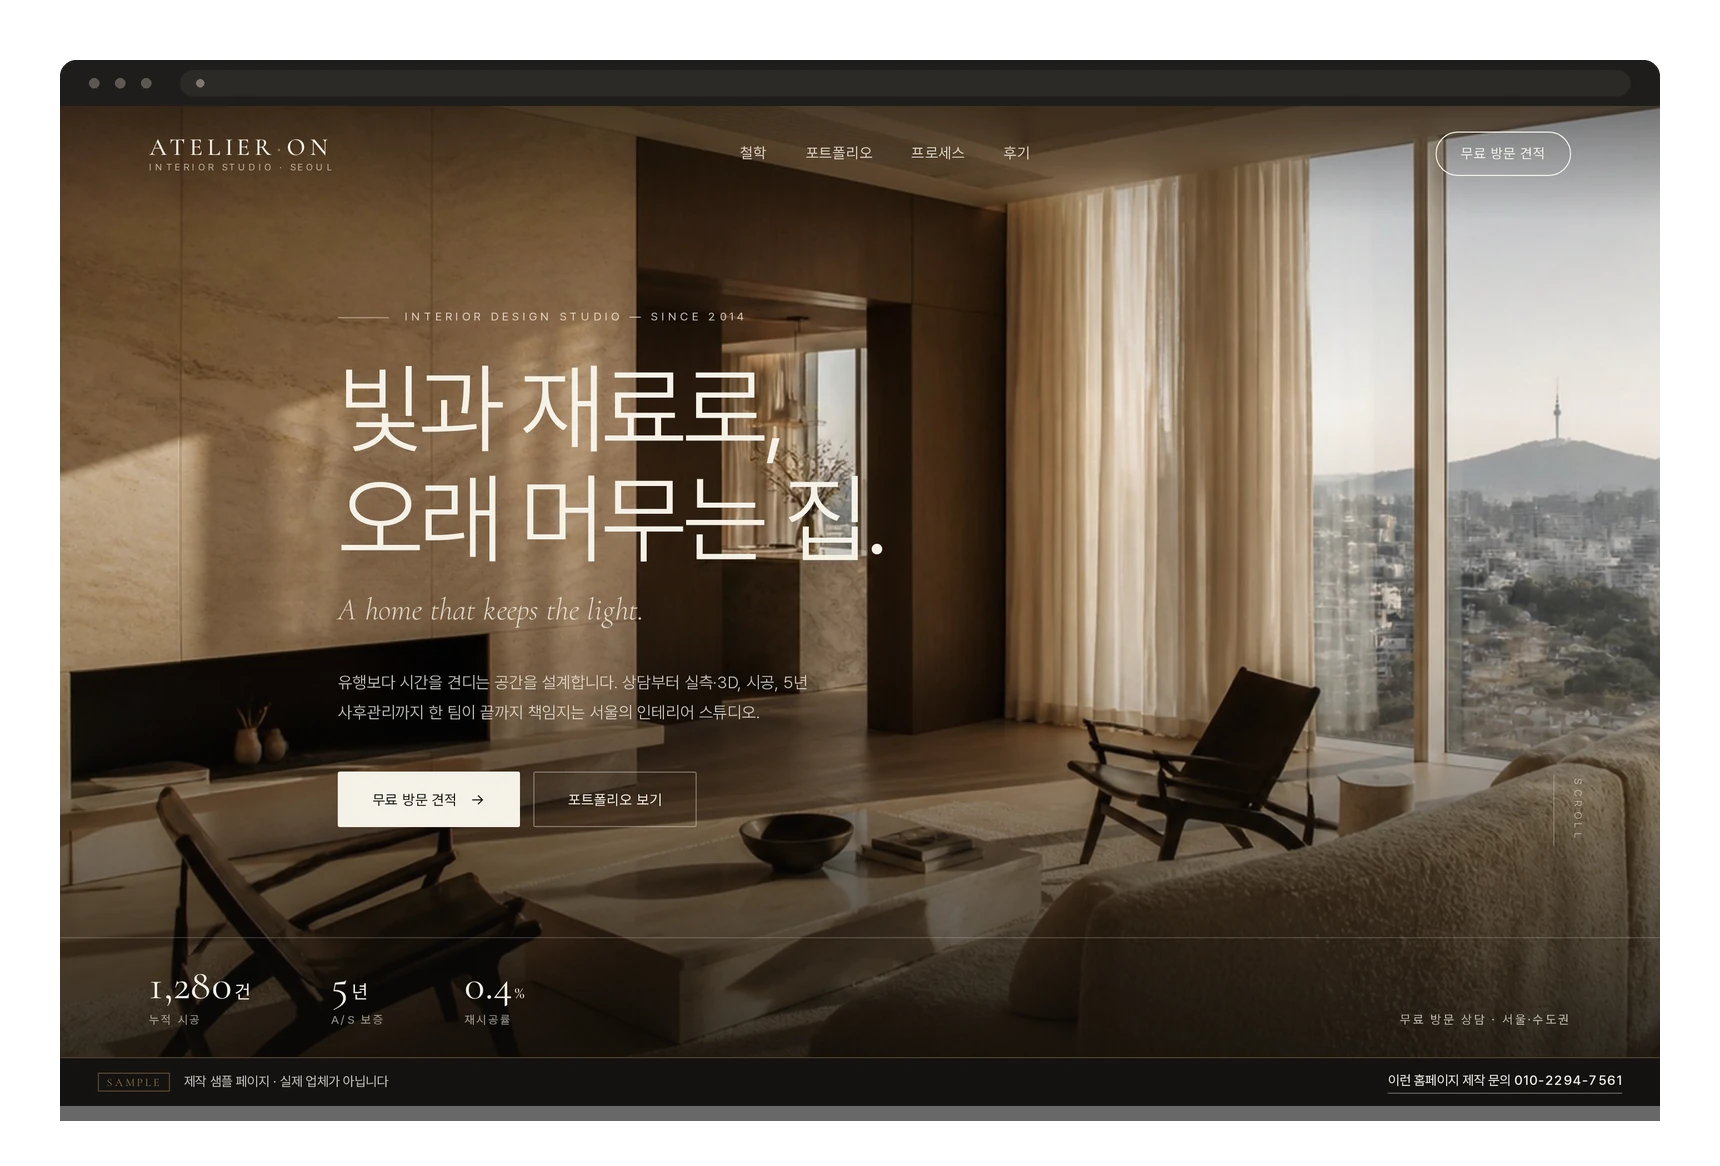 ATELIER·ON
INTERIOR STUDIO · SEOUL
철학
포트폴리오
프로세스
후기
무료 방문 견적
INTERIOR DESIGN STUDIO — SINCE 2014
빛과 재료로,
오래 머무는 집.
A home that keeps the light.
유행보다 시간을 견디는 공간을 설계합니다. 상담부터 실측·3D, 시공, 5년
사후관리까지 한 팀이 끝까지 책임지는 서울의 인테리어 스튜디오.
무료 방문 견적 →
포트폴리오 보기
SCROLL
1,280건
누적 시공
5년
A/S 보증
0.4%
재시공률
무료 방문 상담 · 서울·수도권
SAMPLE
제작 샘플 페이지 · 실제 업체가 아닙니다
이런 홈페이지 제작 문의 010-2294-7561